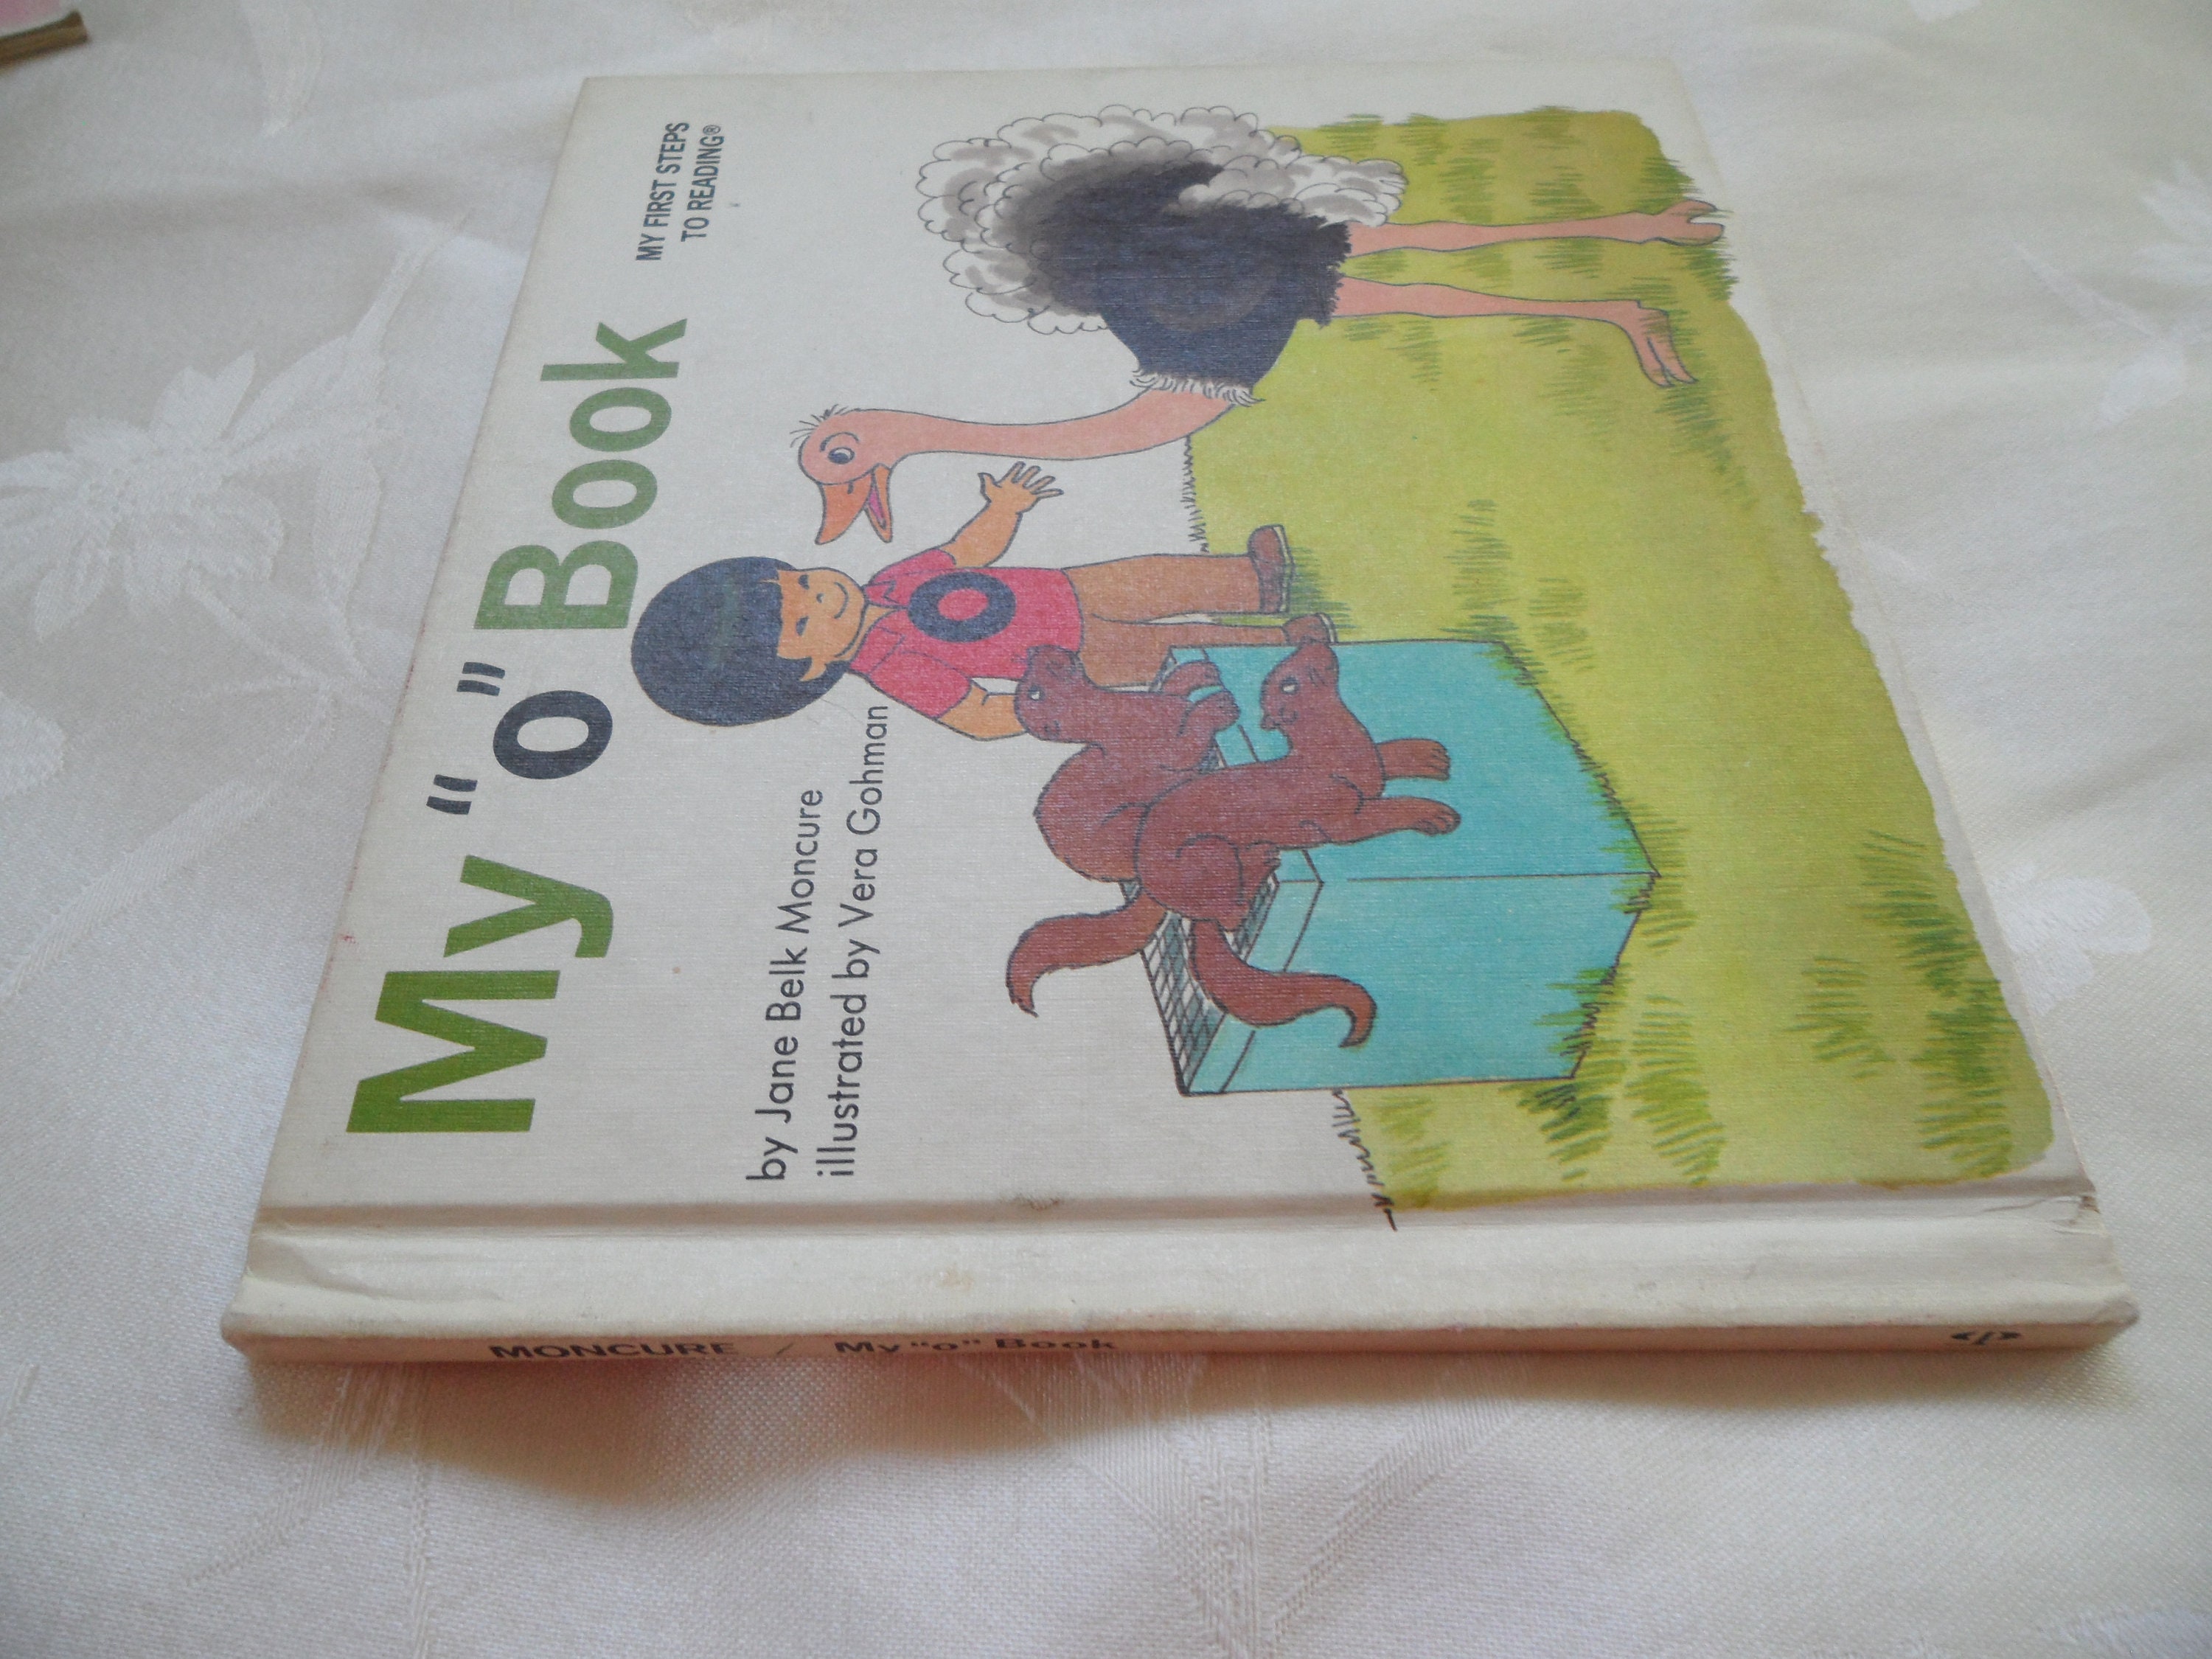 My "o" Book
MY FIRST STEPS
TO READING®
by Jane Belk Moncure
illustrated by Vera Gohman
O
MONCURE / My "o" Book